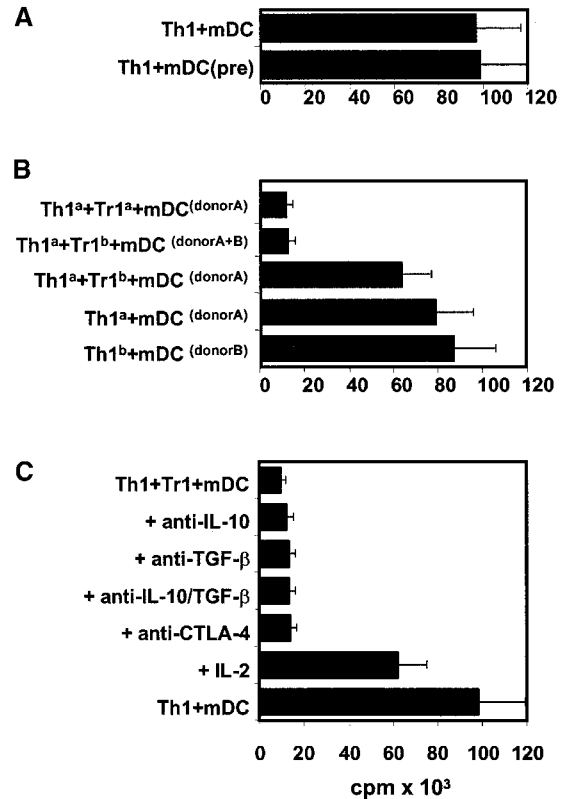 A
Th1+mDC
Th1+mDC(pre)
0 20 40 60 80 100 120
B
Th1ᵃ+Tr1ᵃ+mDC(donorA)
Th1ᵃ+Tr1ᵇ+mDC (donorA+B)
Th1ᵃ+Tr1ᵇ+mDC (donorA)
Th1ᵃ+mDC (donorA)
Th1ᵇ+mDC (donorB)
0 20 40 60 80 100 120
C
Th1+Tr1+mDC
+ anti-IL-10
+ anti-TGF-β
+ anti-IL-10/TGF-β
+ anti-CTLA-4
+ IL-2
Th1+mDC
0 20 40 60 80 100 120
cpm x 10³